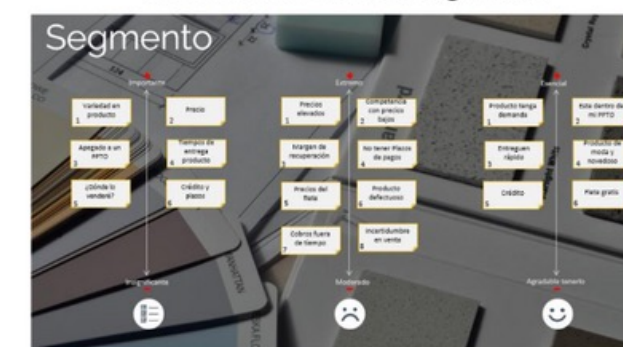 Segmento
Importante
Variedad en
producto
1
Precio
2
Apegado a un
PPTO
3
Tiempos de
entrega
producto
4
¿Dónde lo
venderé?
5
Crédito y
plazos
6
Insignificante
Extremo
Precios
elevados
1
Competencia
con precios
bajos
2
Margen de
recuperación
3
No tener Plazos
de pagos
4
Precios del
flete
5
Producto
defectuoso
6
Cobros fuera
de tiempo
7
Incertidumbre
en venta
8
Moderado
Esencial
Producto tenga
demanda
1
Este dentro de
mi PPTO
2
Entreguen
rápido
3
Producto de
moda y
novedoso
4
Crédito
5
Flete gratis
6
Agradable tenerlo
MANHATTAN